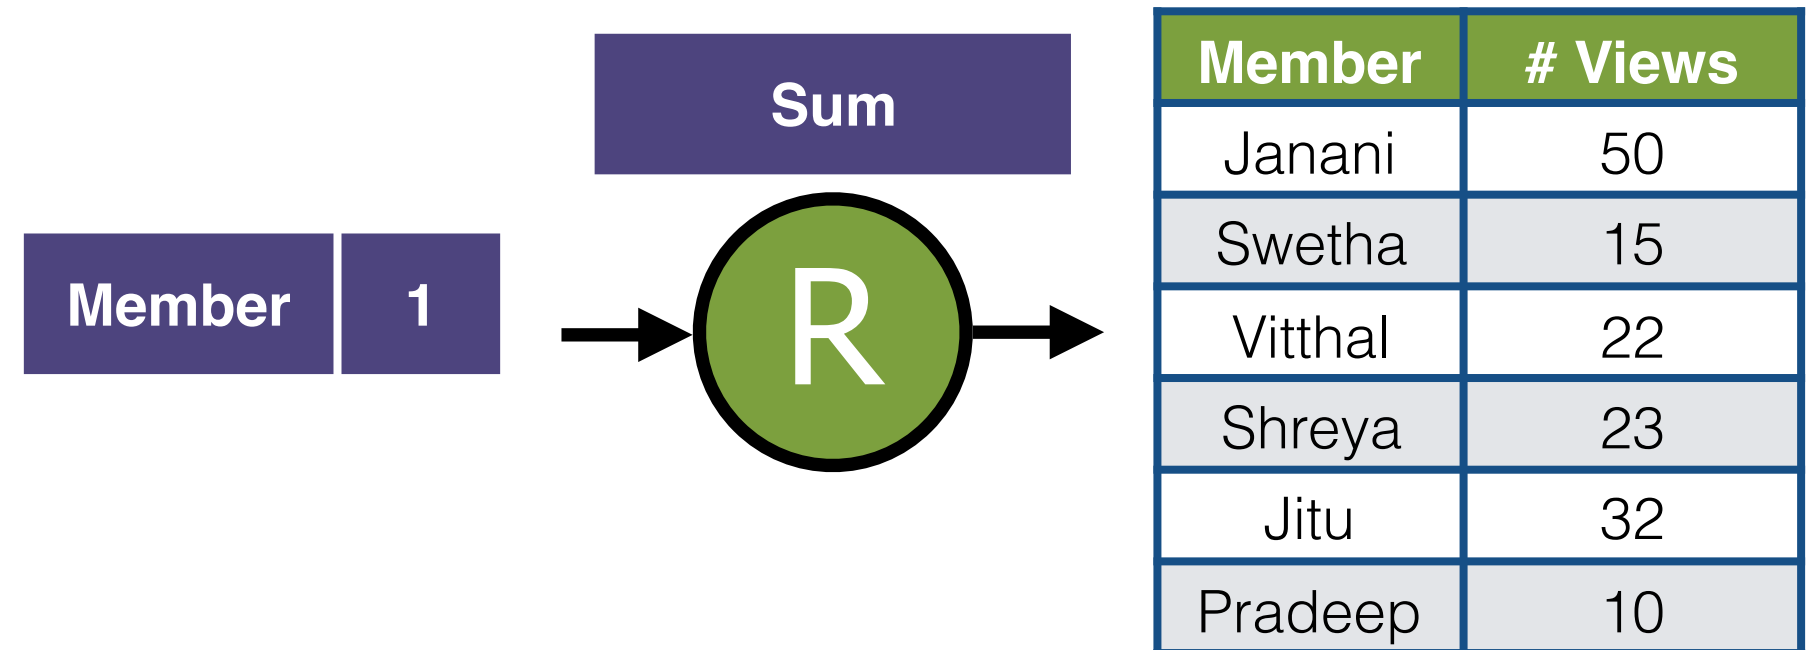 Sum
Member 1
R
Member # Views
Janani 50
Swetha 15
Vitthal 22
Shreya 23
Jitu 32
Pradeep 10